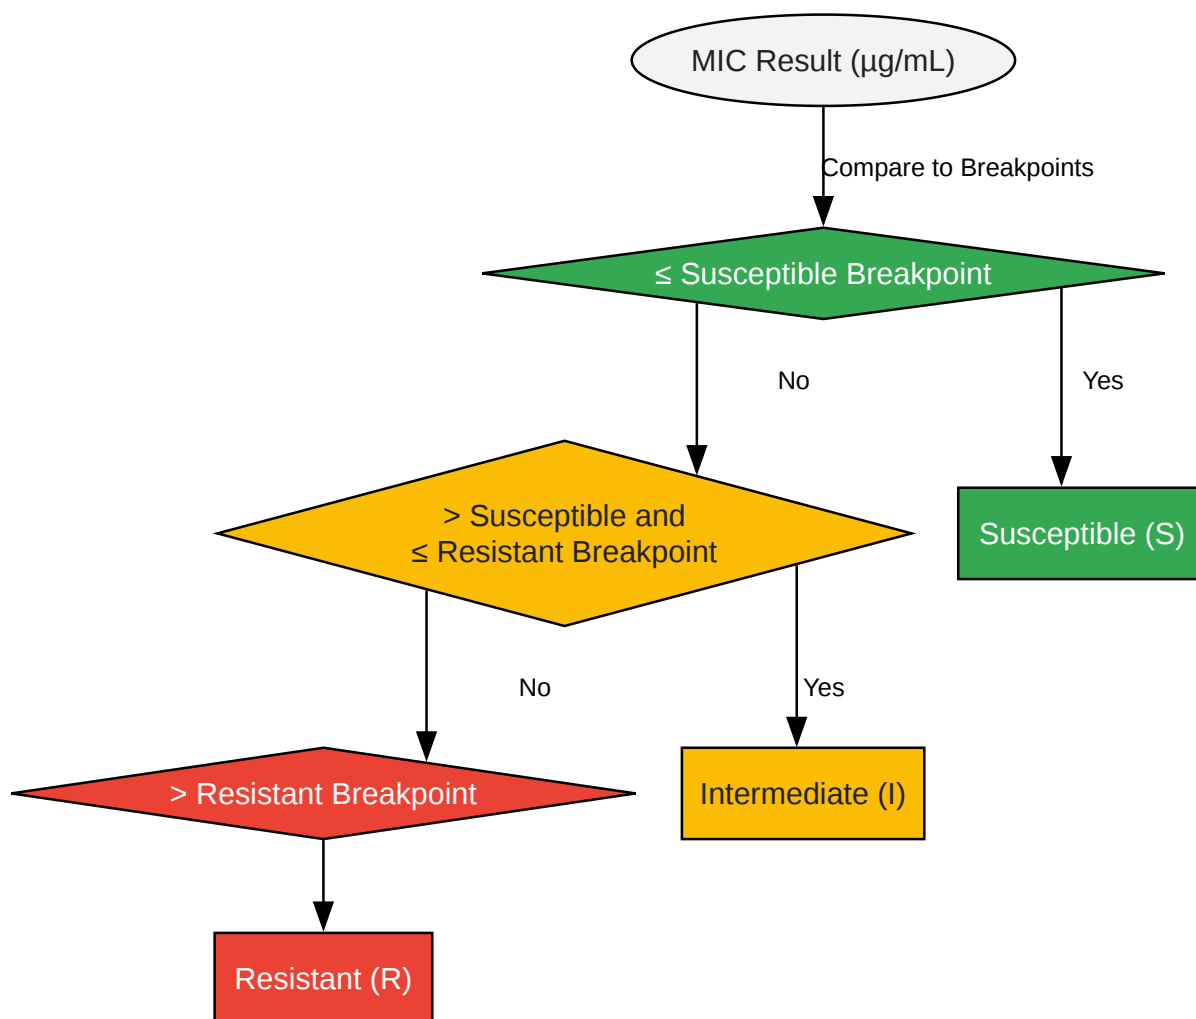 MIC Result (µg/mL)
Compare to Breakpoints
≤ Susceptible Breakpoint
No
Yes
> Susceptible and
≤ Resistant Breakpoint
Susceptible (S)
No
Yes
> Resistant Breakpoint
Intermediate (I)
Resistant (R)